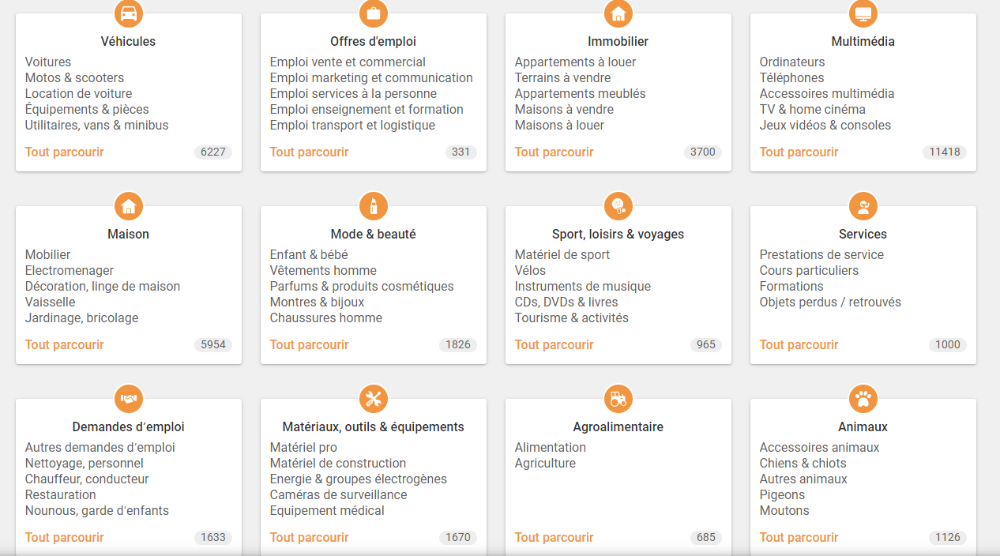 Véhicules
Voitures
Motos & scooters
Location de voiture
Équipements & pièces
Utilitaires, vans & minibus
Tout parcourir 6227
Offres d'emploi
Emploi vente et commercial
Emploi marketing et communication
Emploi services à la personne
Emploi enseignement et formation
Emploi transport et logistique
Tout parcourir 331
Immobilier
Appartements à louer
Terrains à vendre
Appartements meublés
Maisons à vendre
Maisons à louer
Tout parcourir 3700
Multimédia
Ordinateurs
Téléphones
Accessoires multimédia
TV & home cinéma
Jeux vidéos & consoles
Tout parcourir 11418
Maison
Mobilier
Electromenager
Décoration, linge de maison
Vaisselle
Jardinage, bricolage
Tout parcourir 5954
Mode & beauté
Enfant & bébé
Vêtements homme
Parfums & produits cosmétiques
Montres & bijoux
Chaussures homme
Tout parcourir 1826
Sport, loisirs & voyages
Matériel de sport
Vélos
Instruments de musique
CDs, DVDs & livres
Tourisme & activités
Tout parcourir 965
Services
Prestations de service
Cours particuliers
Formations
Objets perdus / retrouvés
Tout parcourir 1000
Demandes d’emploi
Autres demandes d’emploi
Nettoyage, personnel
Chauffeur, conducteur
Restauration
Nounous, garde d’enfants
Tout parcourir 1633
Matériaux, outils & équipements
Matériel pro
Matériel de construction
Energie & groupes électrogènes
Caméras de surveillance
Equipement médical
Tout parcourir 1670
Agroalimentaire
Alimentation
Agriculture
Tout parcourir 685
Animaux
Accessoires animaux
Chiens & chiots
Autres animaux
Pigeons
Moutons
Tout parcourir 1126